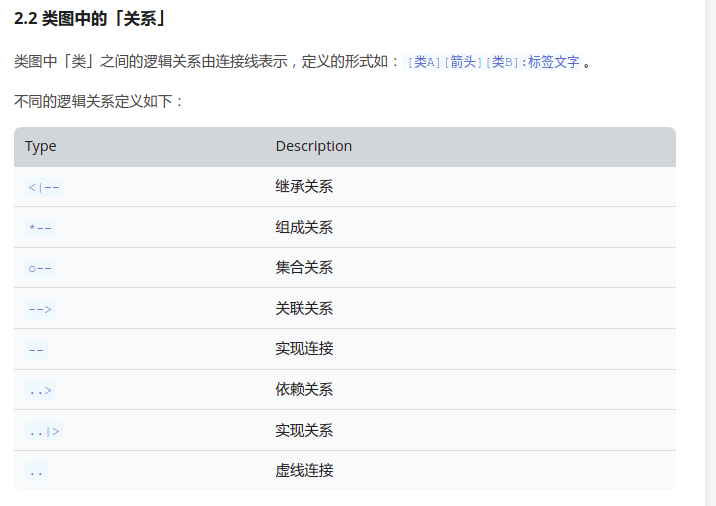 2.2 类图中的「关系」
类图中「类」之间的逻辑关系由连接线表示，定义的形式如： [类A][箭头][类B]:标签文字 。
不同的逻辑关系定义如下：
Type Description
<|-- 继承关系
*-- 组成关系
o-- 集合关系
--> 关联关系
-- 实现连接
..> 依赖关系
..|> 实现关系
.. 虚线连接